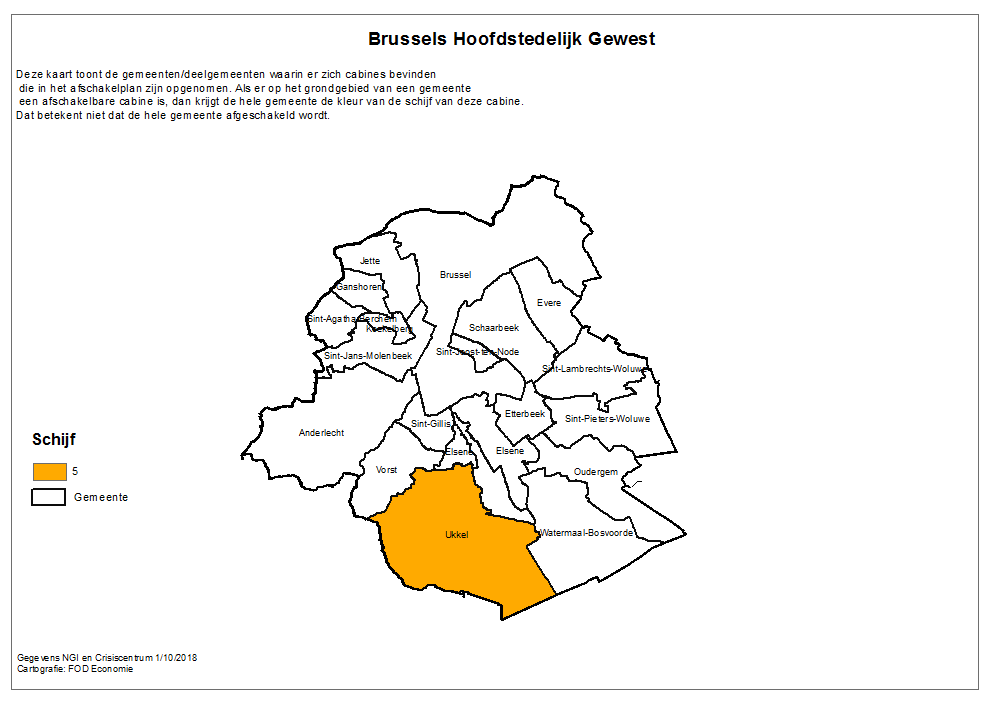 Brussels Hoofdstedelijk Gewest
Deze kaart toont de gemeenten/deelgemeenten waarin er zich cabines bevinden
die in het afschakelplan zijn opgenomen. Als er op het grondgebied van een gemeente
een afschakelbare cabine is, dan krijgt de hele gemeente de kleur van de schijf van deze cabine.
Dat betekent niet dat de hele gemeente afgeschakeld wordt.
Jette
Brussel
Ganshoren
Evere
Sint-Agatha-Berchem
Koekelberg
Schaarbeek
Sint-Joost-ten-Node
Sint-Jans-Molenbeek
Sint-Lambrechts-Woluwe
Etterbeek
Sint-Pieters-Woluwe
Sint-Gillis
Anderlecht
Elsene
Elsene
Vorst
Oudergem
Ukkel
Watermaal-Bosvoorde
Schijf
5
Gemeente
Gegevens NGI en Crisiscentrum 1/10/2018
Cartografie: FOD Economie